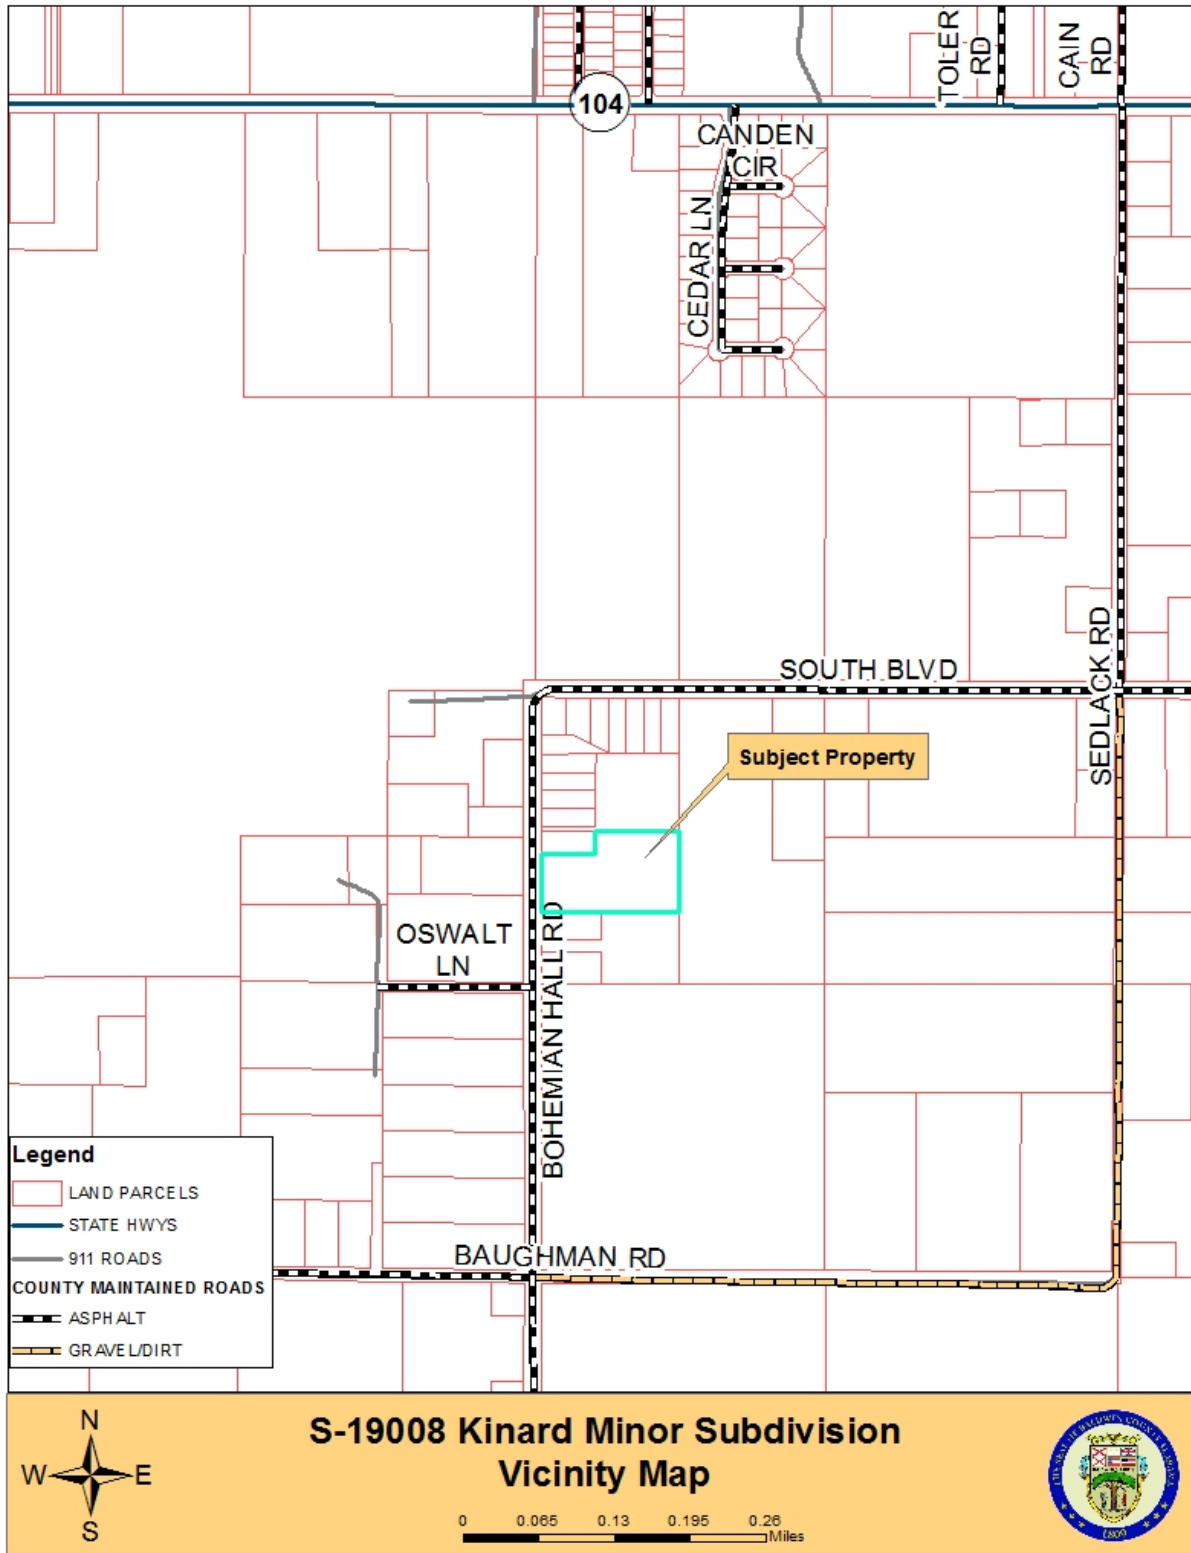 TOLER
RD
CAIN
RD
104
CANDEN
CIR
CEDAR LN
SOUTH BLVD
SEDLACK RD
Subject Property
OSWALT
LN
BOHEMIAN HALL RD
BAUGHMAN RD
Legend
LAND PARCELS
STATE HWYS
911 ROADS
COUNTY MAINTAINED ROADS
ASPHALT
GRAVEL/DIRT
N
W E
S
S-19008 Kinard Minor Subdivision
Vicinity Map
0 0.065 0.13 0.195 0.26
Miles
1809